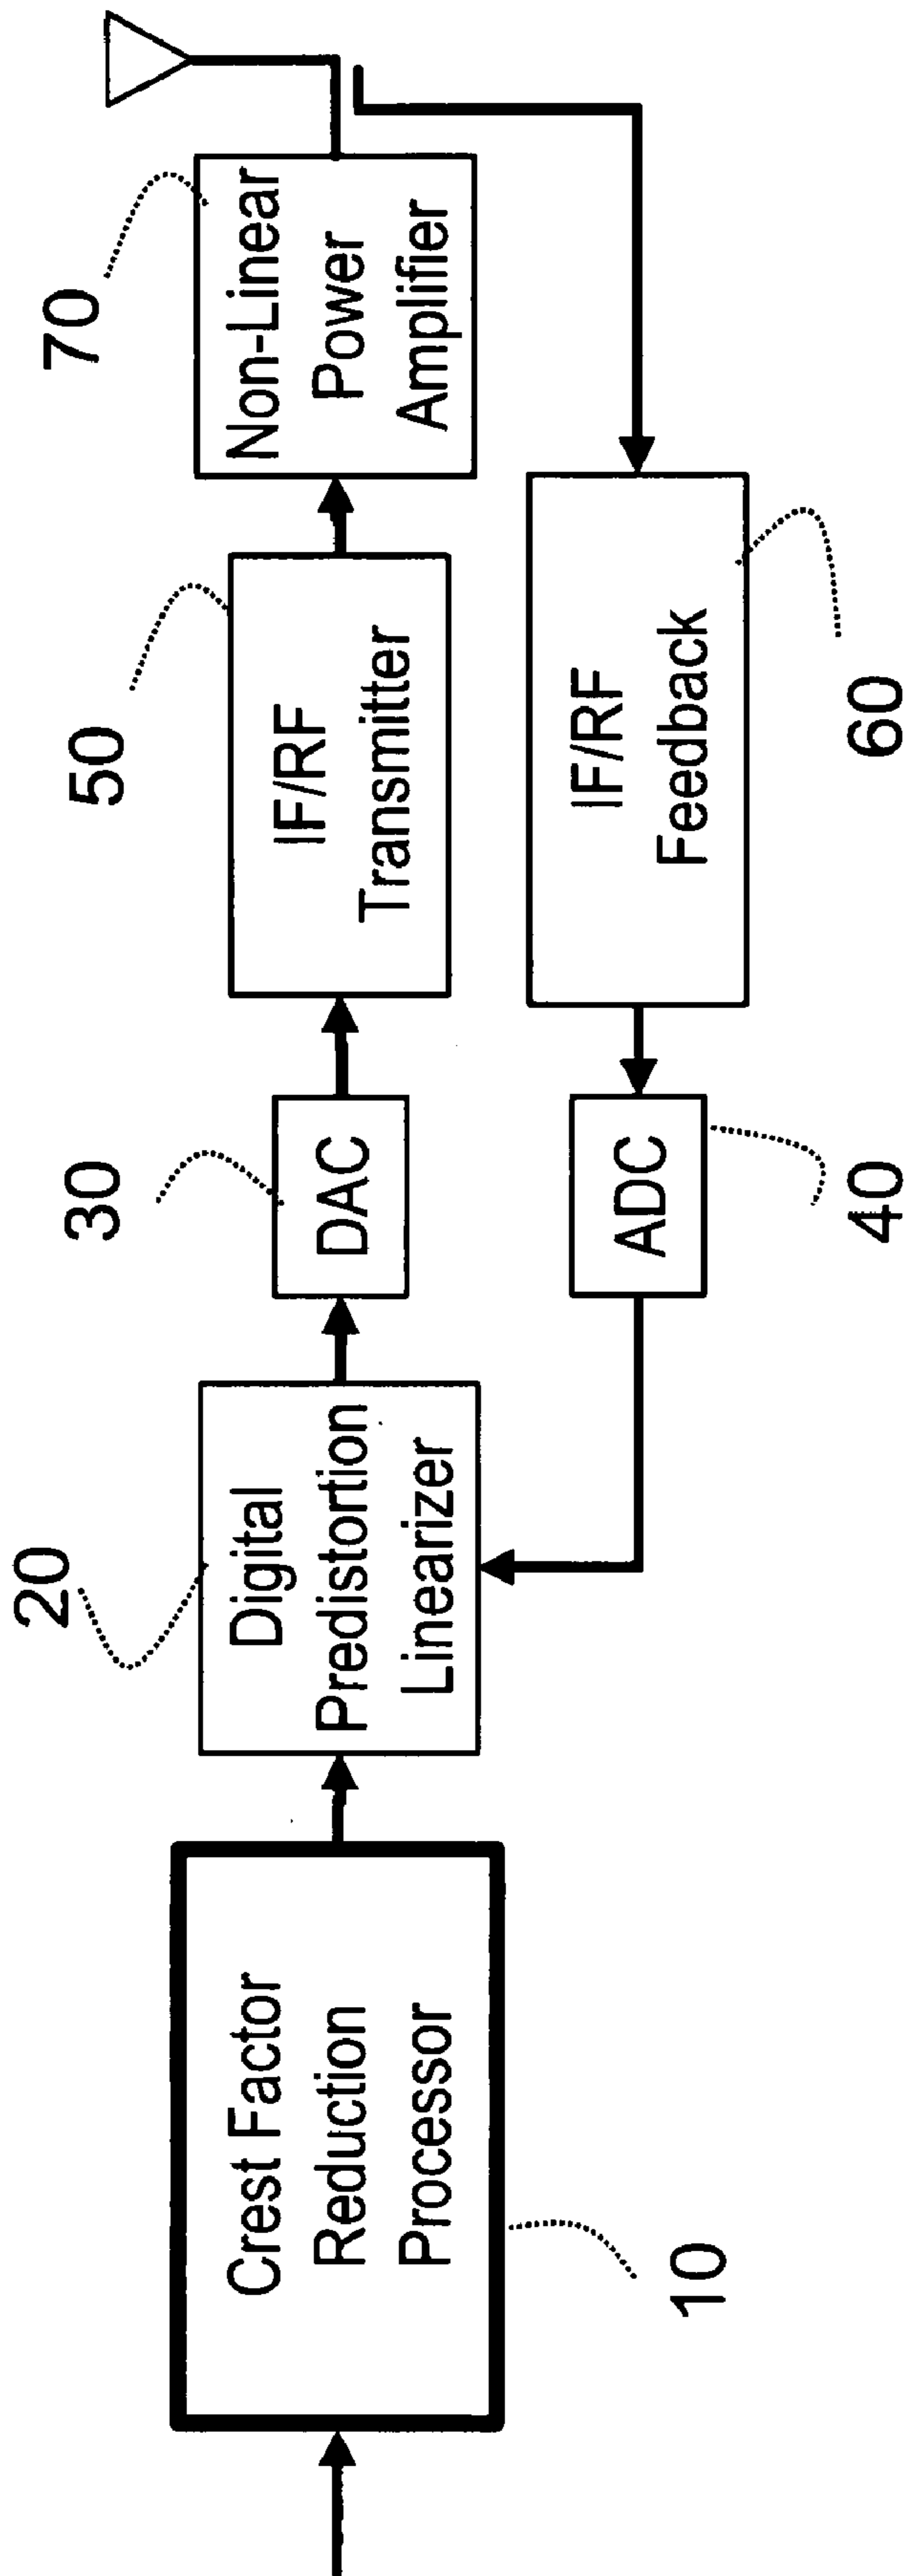 10
Crest Factor
Reduction
Processor
20
Digital
Predistortion
Linearizer
30
DAC
50
IF/RF
Transmitter
70
Non-Linear
Power
Amplifier
ADC
40
IF/RF
Feedback
60